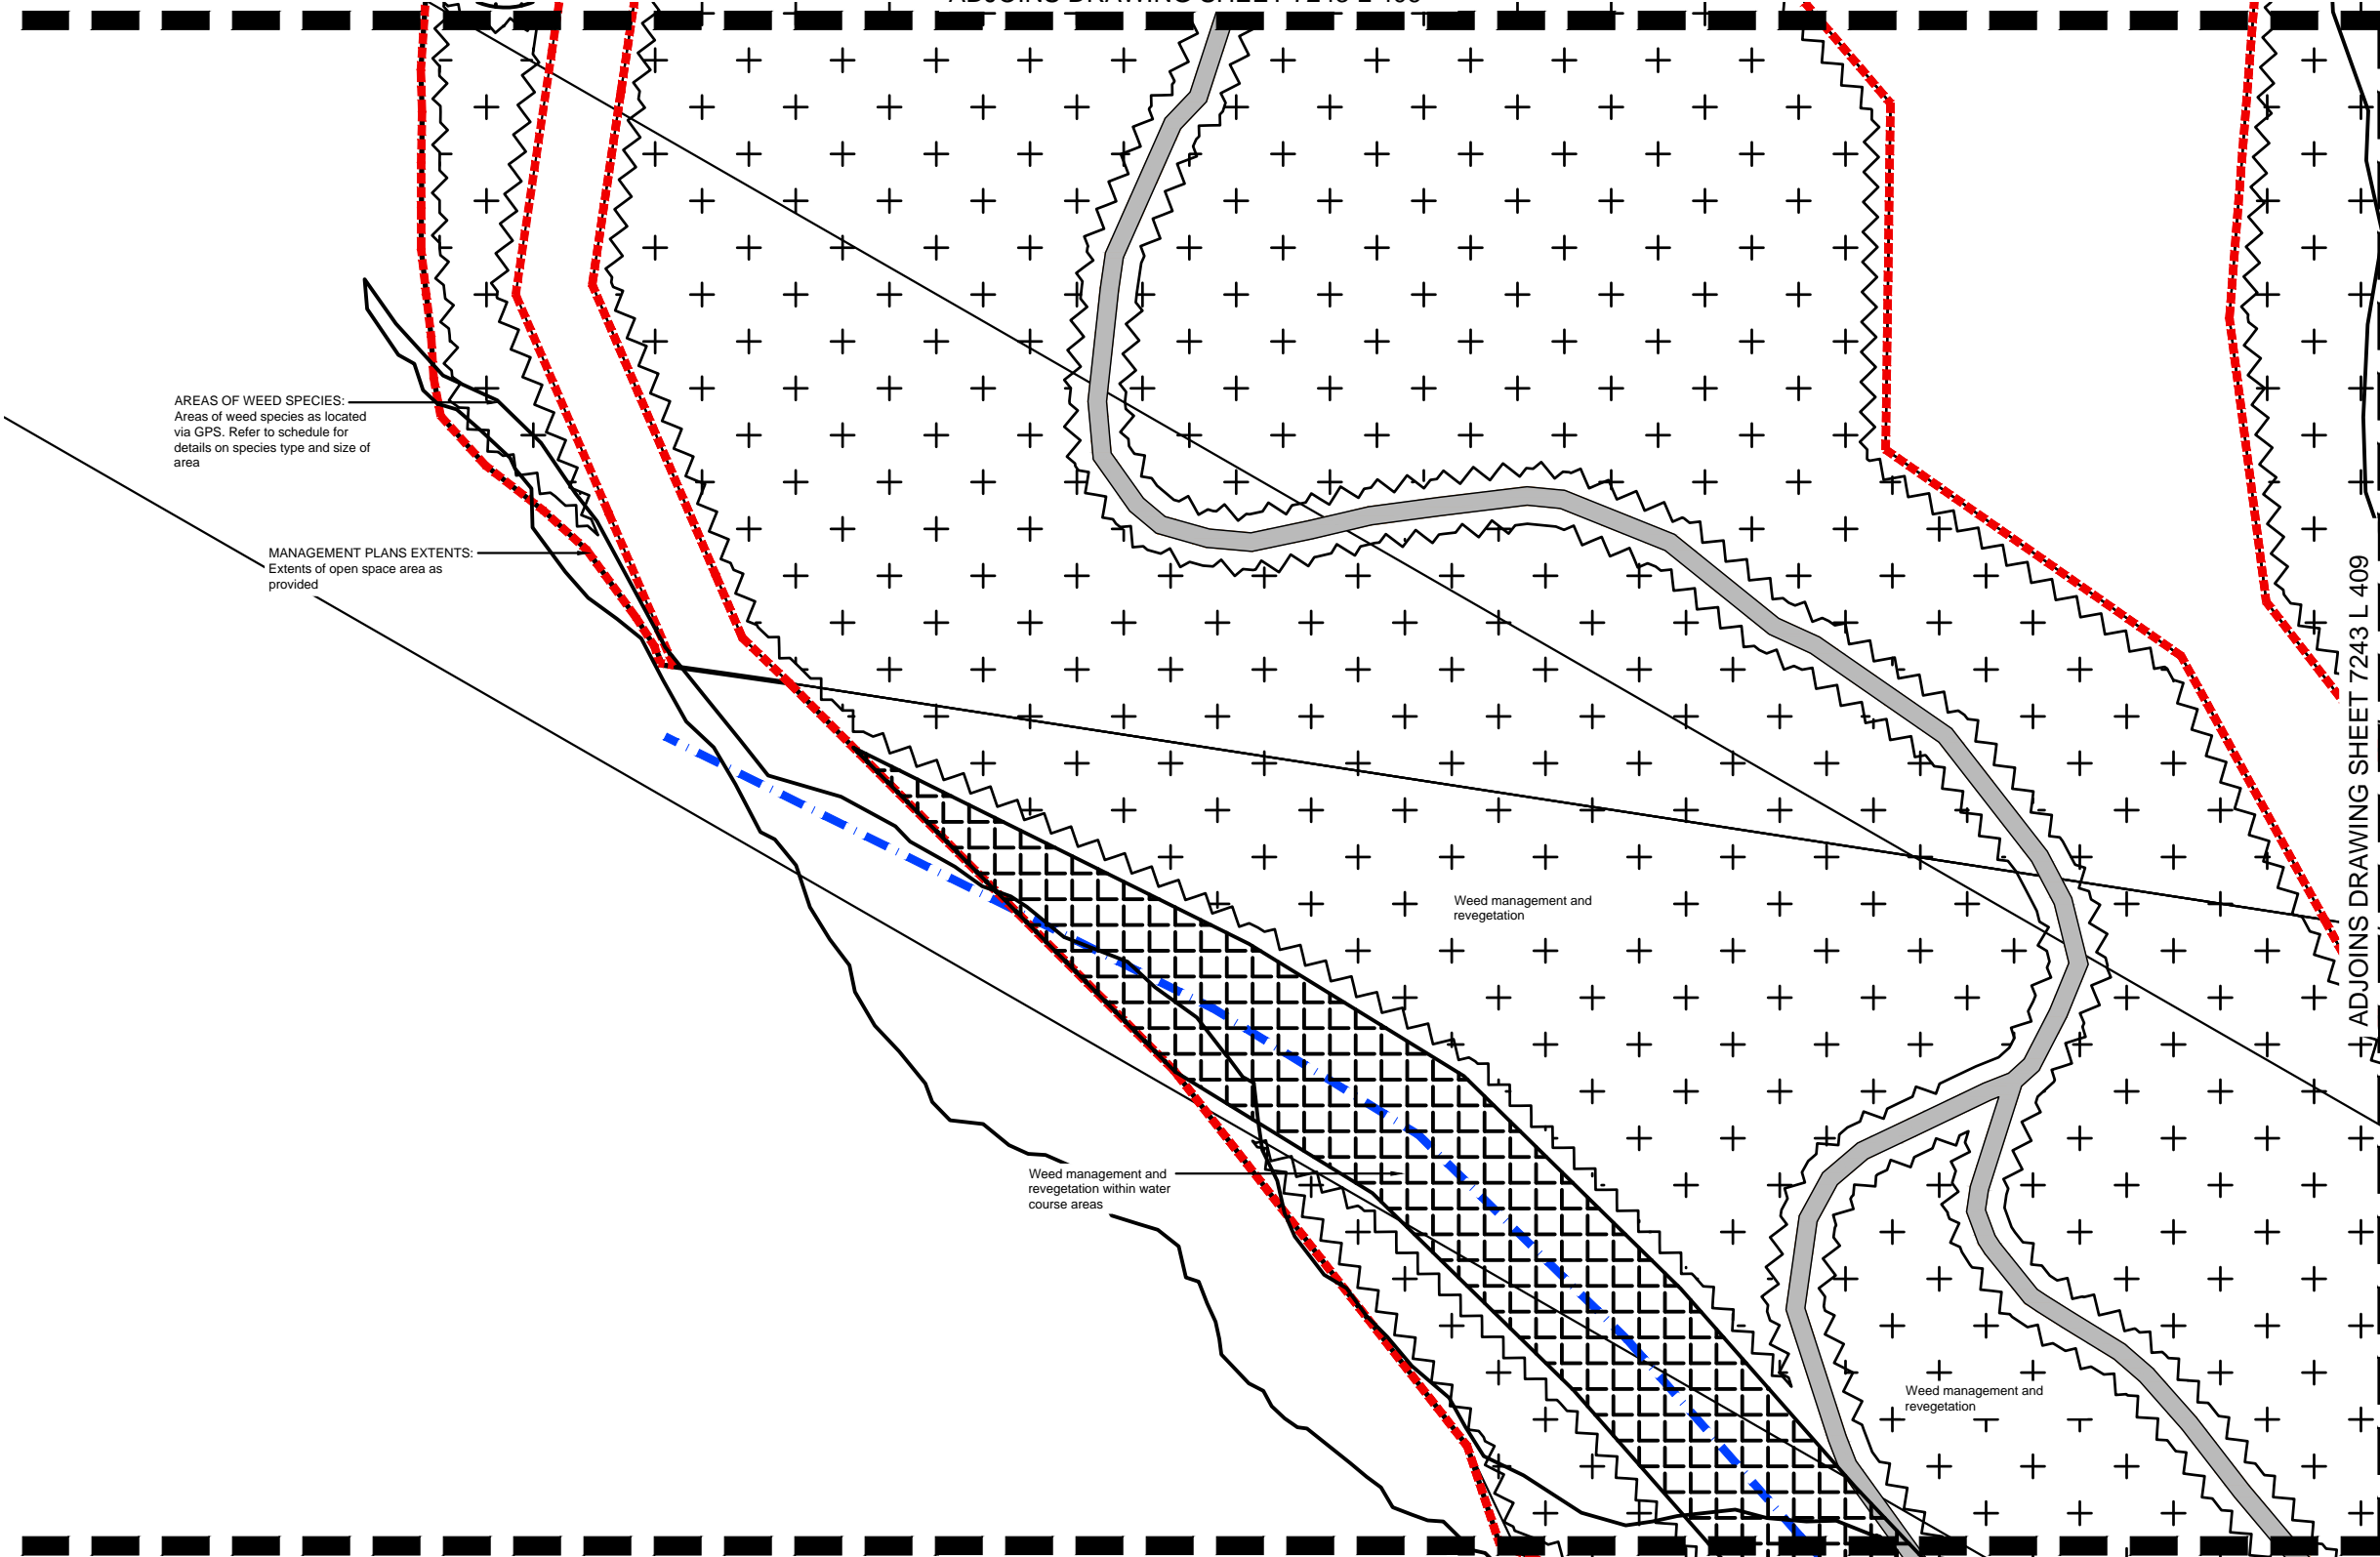 AREAS OF WEED SPECIES:
Areas of weed species as located
via GPS. Refer to schedule for
details on species type and size of
area
MANAGEMENT PLANS EXTENTS:
Extents of open space area as
provided
Weed management and
revegetation
Weed management and
revegetation within water
course areas
Weed management and
revegetation
ADJOINS DRAWING SHEET 7243 L 409